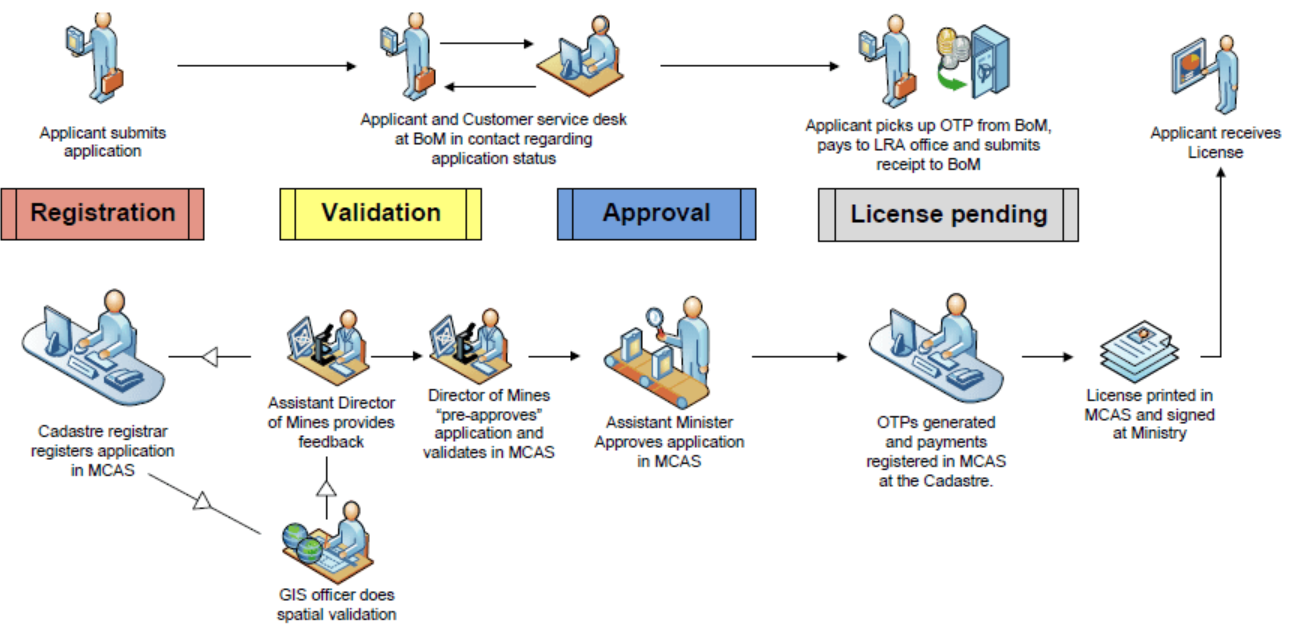 Applicant submits
application
Applicant and Customer service desk
at BoM in contact regarding
application status
Applicant picks up OTP from BoM,
pays to LRA office and submits
receipt to BoM
Applicant receives
License
Registration
Validation
Approval
License pending
Cadastre registrar
registers application
in MCAS
Assistant Director
of Mines provides
feedback
Director of Mines
“pre-approves”
application and
validates in MCAS
Assistant Minister
Approves application
in MCAS
OTPs generated
and payments
registered in MCAS
at the Cadastre.
License printed in
MCAS and signed
at Ministry
GIS officer does
spatial validation